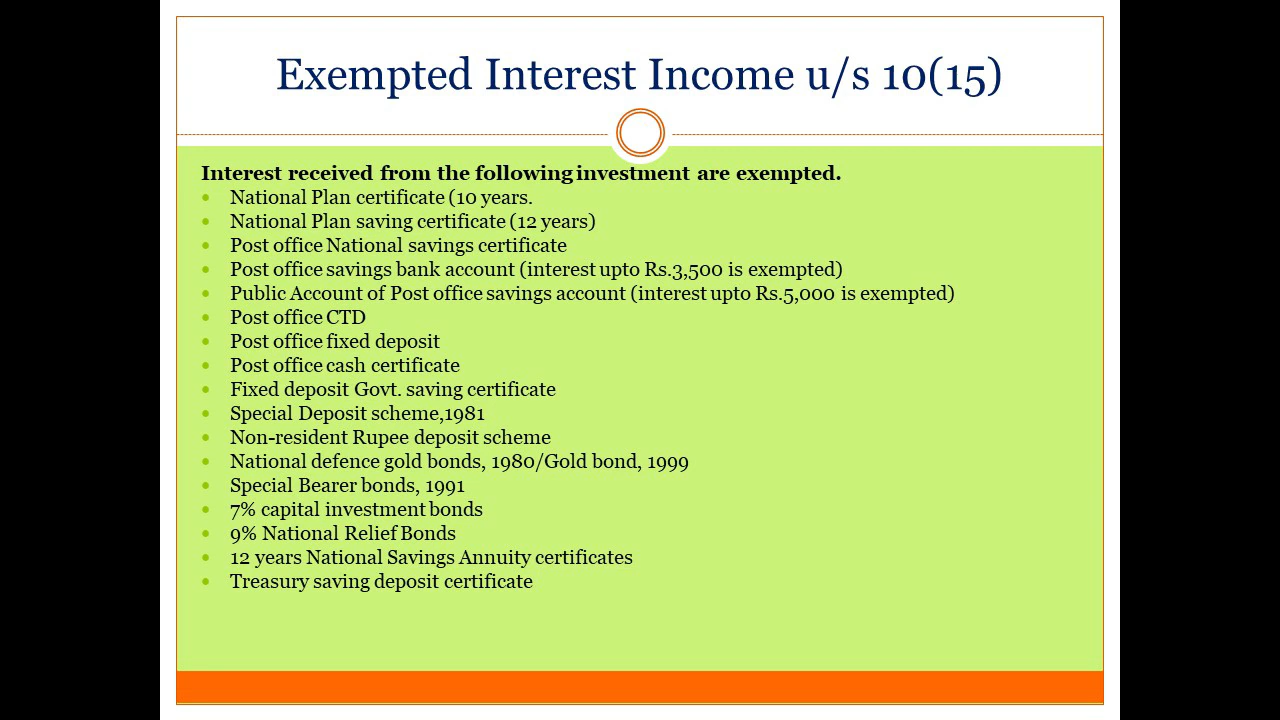 Exempted Interest Income u/s 10(15)
Interest received from the following investment are exempted.
• National Plan certificate (10 years.
• National Plan saving certificate (12 years)
• Post office National savings certificate
• Post office savings bank account (interest upto Rs.3,500 is exempted)
• Public Account of Post office savings account (interest upto Rs.5,000 is exempted)
• Post office CTD
• Post office fixed deposit
• Post office cash certificate
• Fixed deposit Govt. saving certificate
• Special Deposit scheme,1981
• Non-resident Rupee deposit scheme
• National defence gold bonds, 1980/Gold bond, 1999
• Special Bearer bonds, 1991
• 7% capital investment bonds
• 9% National Relief Bonds
• 12 years National Savings Annuity certificates
• Treasury saving deposit certificate